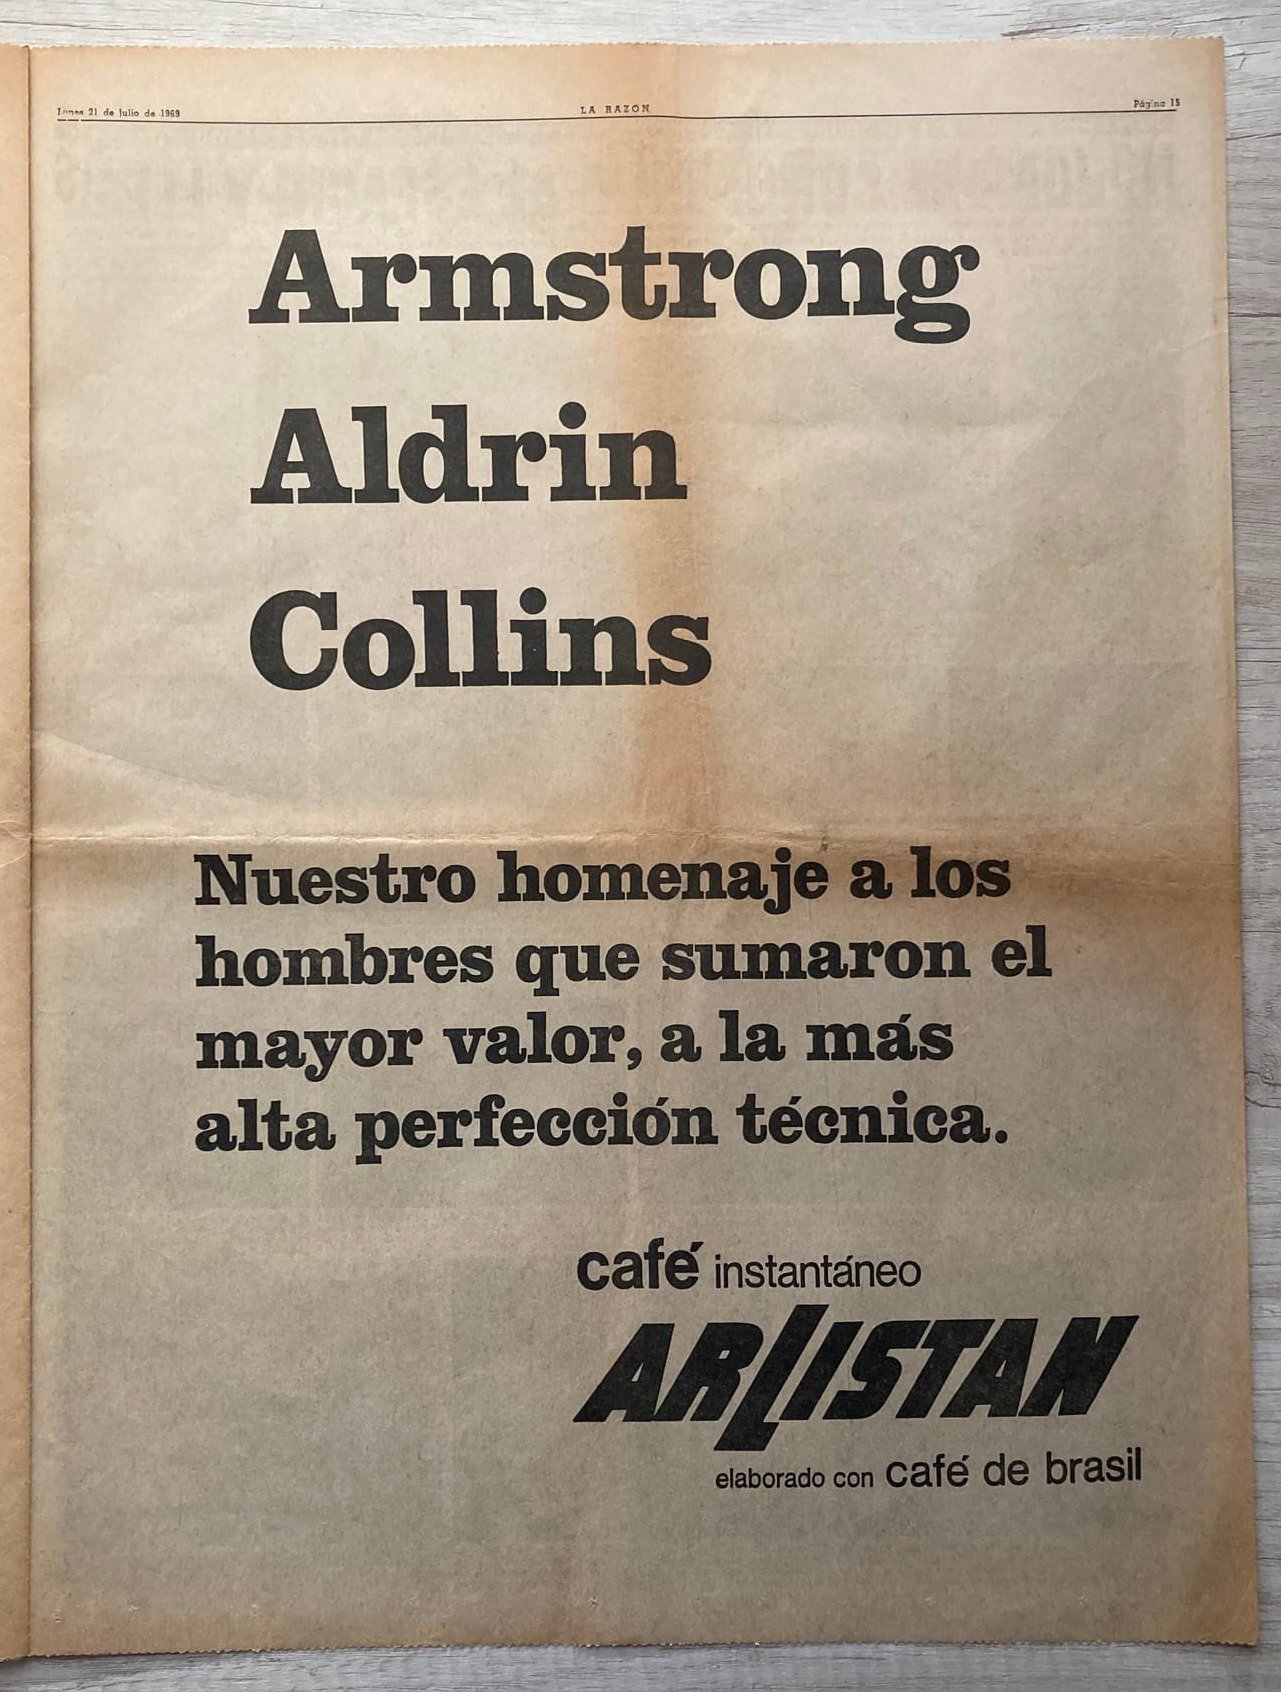 Lunes 21 de julio de 1969 LA RAZON Página 15
Armstrong
Aldrin
Collins
Nuestro homenaje a los
hombres que sumaron el
mayor valor, a la más
alta perfección técnica.
café instantáneo
ARLISTAN
elaborado con café de brasil